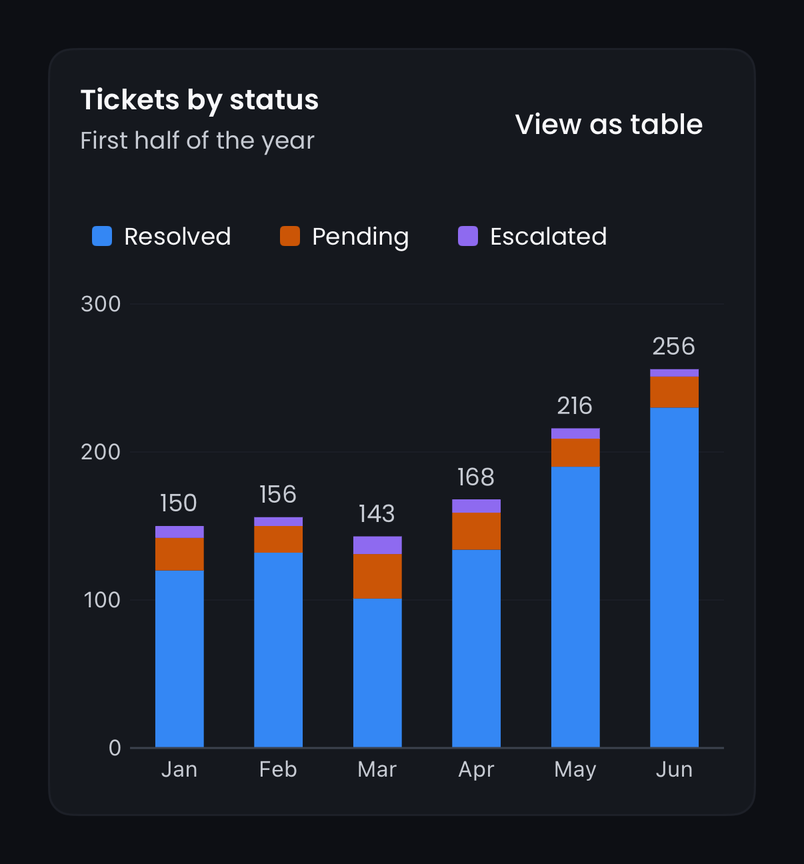 Tickets by status
First half of the year
View as table
Resolved Pending Escalated
300
256
216
200
168
156
150
143
100
0
Jan Feb Mar Apr May Jun